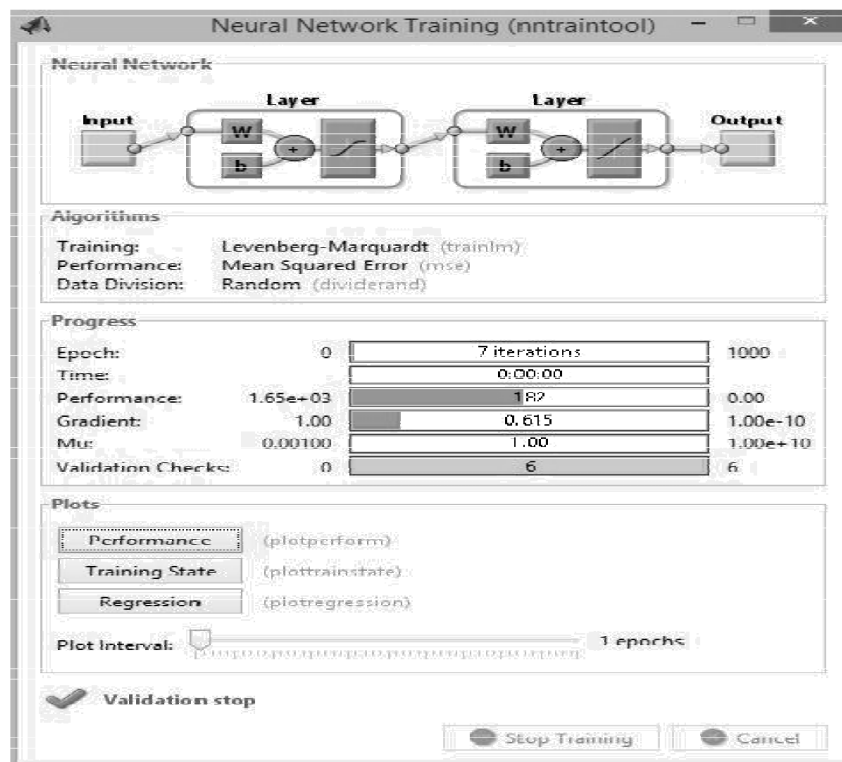 Neural Network Training (nntraintool)
Neural Network
Layer Layer
Input Output
W W
b b
+ +
Algorithms
Training: Levenberg-Marquardt (trainlm)
Performance: Mean Squared Error (mse)
Data Division: Random (dividerand)
Progress
Epoch: 0 7 iterations 1000
Time: 0:00:00
Performance: 1.65e+03 182 0.00
Gradient: 1.00 0.615 1.00e-10
Mu: 0.00100 1.00 1.00e+10
Validation Checks: 0 6 6
Plots
Performance (plotperform)
Training State (plottrainstate)
Regression (plotregression)
Plot Interval: 1 epochs
Validation stop
Stop Training Cancel